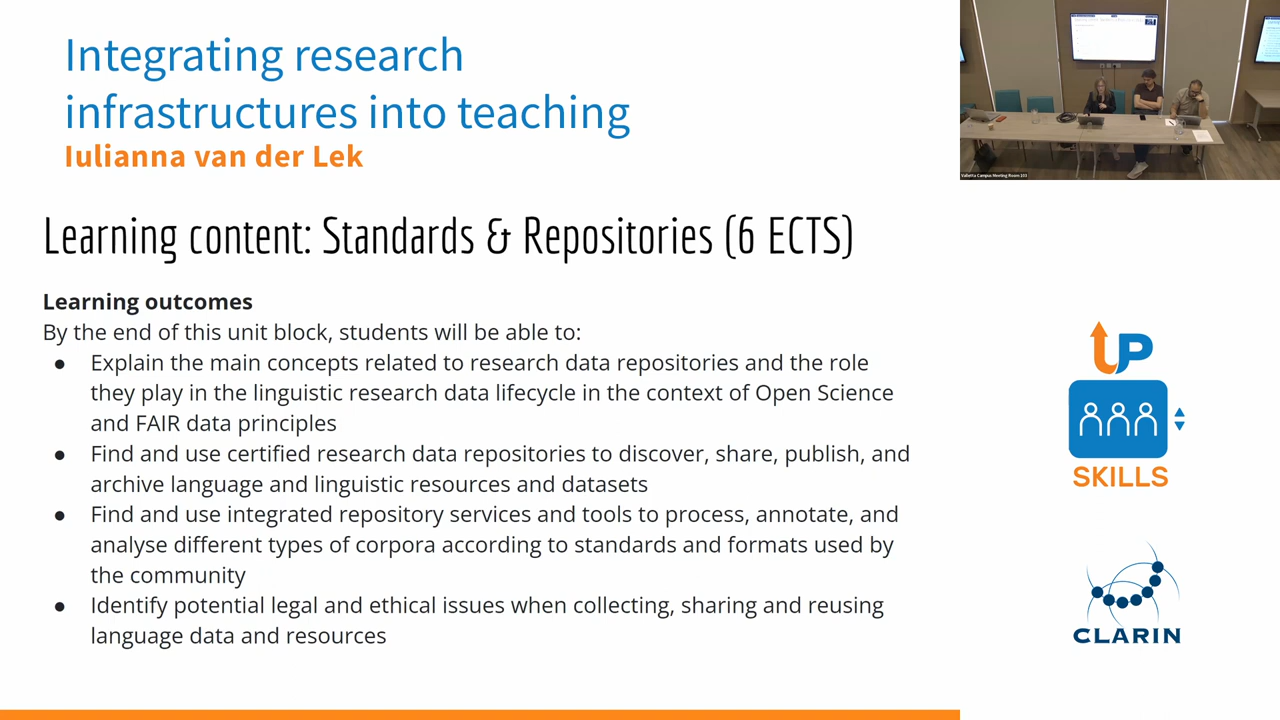 Integrating research
infrastructures into teaching
Iulianna van der Lek
Valletta Campus Meeting Room 103
Learning content: Standards & Repositories (6 ECTS)
Learning outcomes
By the end of this unit block, students will be able to:
● Explain the main concepts related to research data repositories and the role
they play in the linguistic research data lifecycle in the context of Open Science
and FAIR data principles
● Find and use certified research data repositories to discover, share, publish, and
archive language and linguistic resources and datasets
● Find and use integrated repository services and tools to process, annotate, and
analyse different types of corpora according to standards and formats used by
the community
● Identify potential legal and ethical issues when collecting, sharing and reusing
language data and resources
UP
SKILLS
CLARIN